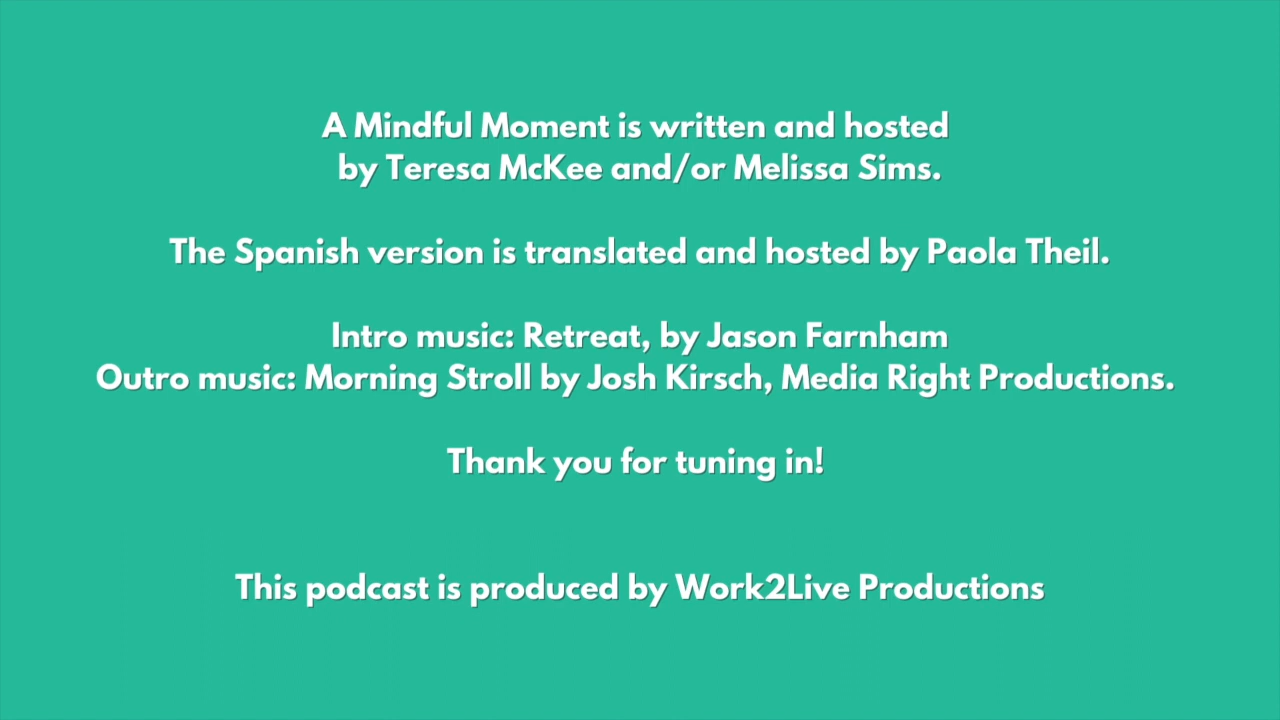 A Mindful Moment is written and hosted
by Teresa McKee and/or Melissa Sims.
The Spanish version is translated and hosted by Paola Theil.
Intro music: Retreat, by Jason Farnham
Outro music: Morning Stroll by Josh Kirsch, Media Right Productions.
Thank you for tuning in!
This podcast is produced by Work2Live Productions